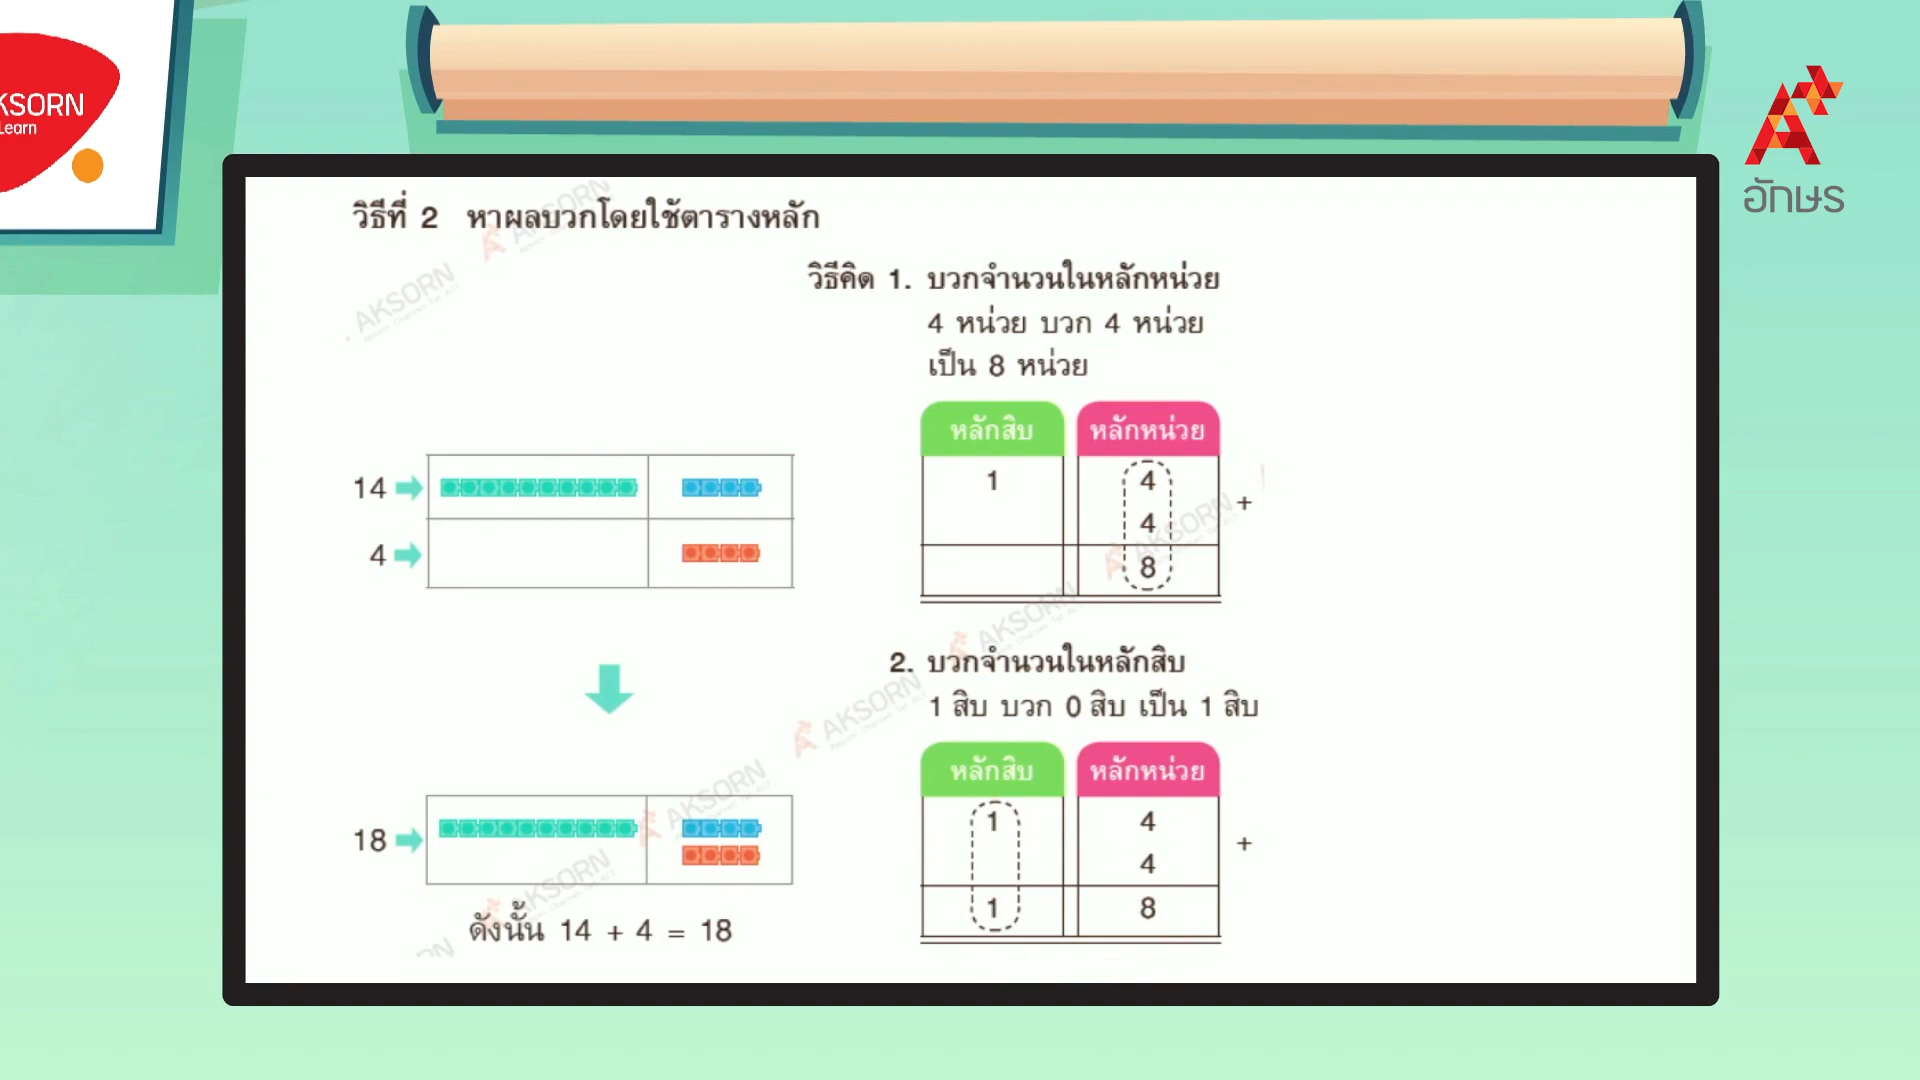 KSORN
Learn
อักษร
วิธีที่ 2 หาผลบวกโดยใช้ตารางหลัก
วิธีคิด 1. บวกจำนวนในหลักหน่วย
4 หน่วย บวก 4 หน่วย
เป็น 8 หน่วย
หลักสิบ หลักหน่วย
14
1 4
+
4
4
8
2. บวกจำนวนในหลักสิบ
1 สิบ บวก 0 สิบ เป็น 1 สิบ
หลักสิบ หลักหน่วย
18
1 4
+
4
1 8
ดังนั้น 14 + 4 = 18
AKSORN
AKSORN
AKSORN
AKSORN
AKSORN
AKSORN
AKSORN